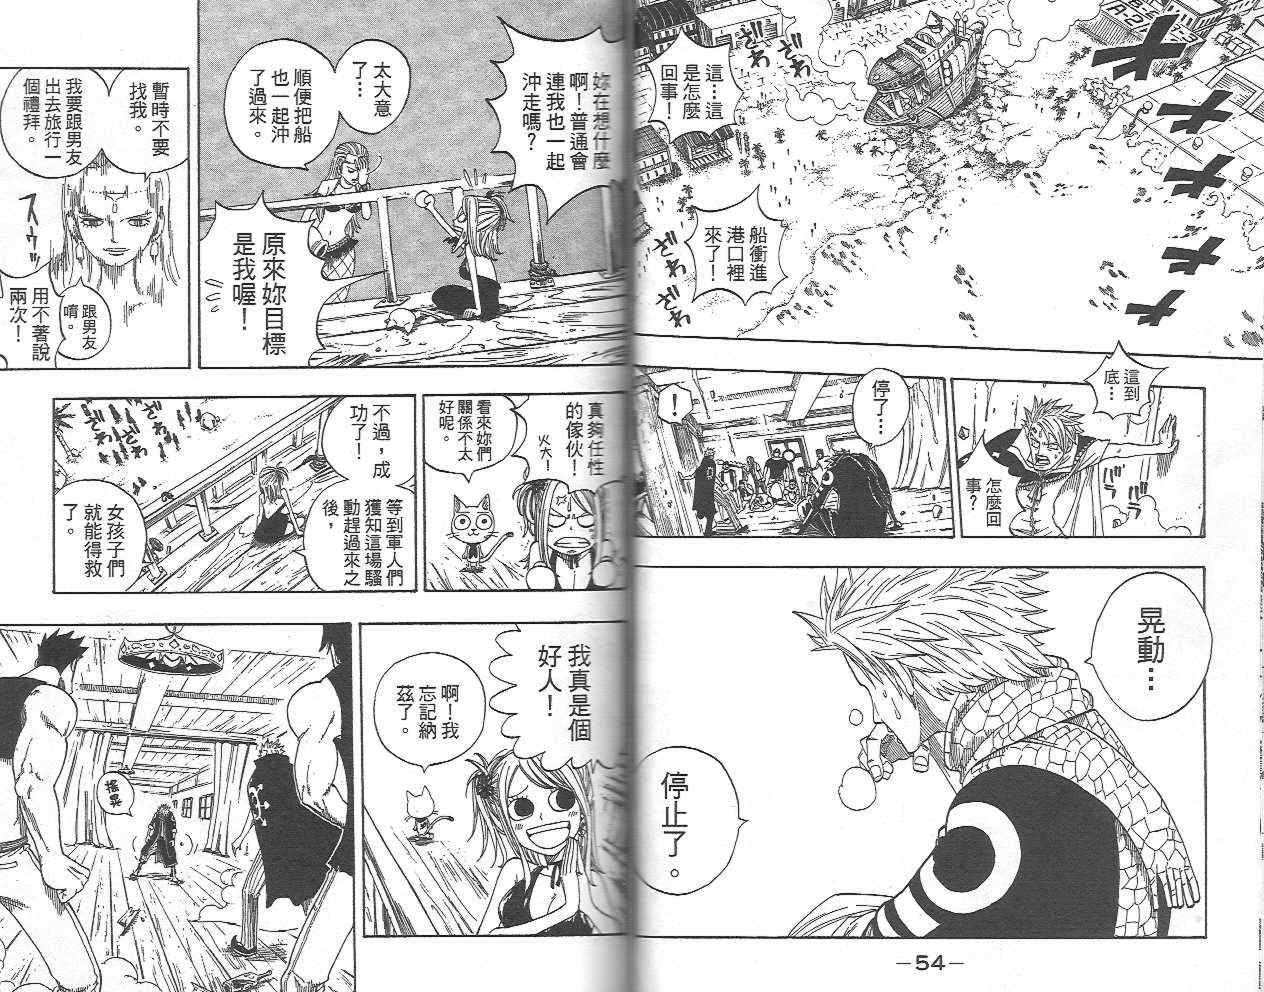 這…這
是怎麼
回事！
ざわ
ざわ
船衝進
港口裡
來了！
ざわ
ざわ
這到
底…
怎麼回
事？
停了…
！
晃動…
停止了。
－54－
妳在想什麼
啊！普通會
連我也一起
沖走嗎？
太大意
了…
順便把船
也一起沖
了過來。
原來妳目標
是我喔！
暫時不要
找我。
我要跟男友
出去旅行一
個禮拜。
スゥッ
跟男友
唷。
用不著說
兩次！
真夠任性
的傢伙！
火大！
看來妳們
關係不太
好呢。
不過，成
功了！
等到軍人們
獲知這場騷
動趕過來之
後，
ざわ
ざわ
女孩子們
就能得救
了。
我真是個
好人！
啊！我
忘記納
茲了。
搖晃